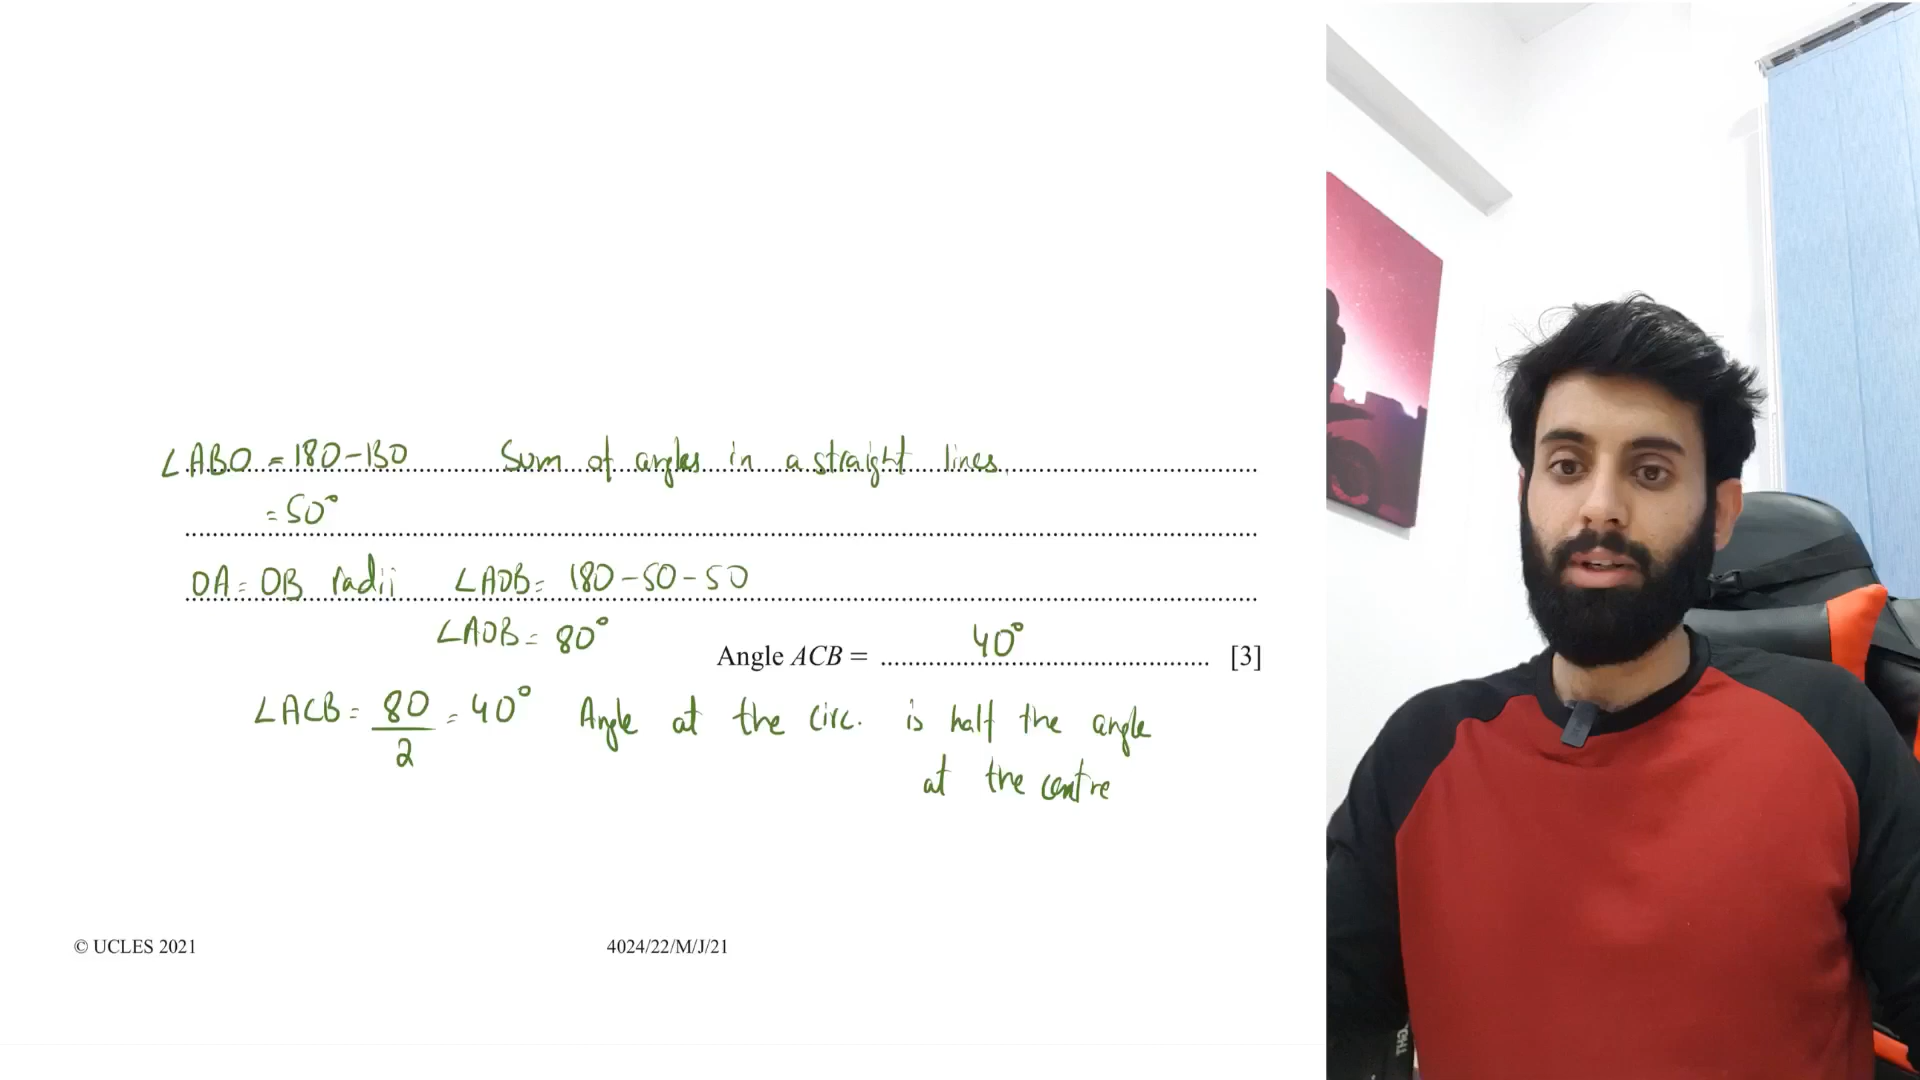 ∠ABO = 180-130 Sum of angles in a straight lines
= 50°
OA = OB radii ∠AOB = 180-50-50
∠AOB = 80°
Angle ACB = 40° [3]
∠ACB = 80/2 = 40° Angle at the circ. is half the angle
at the centre
© UCLES 2021 4024/22/M/J/21